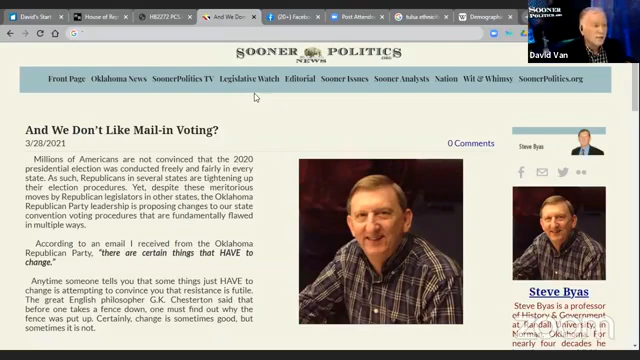 David's Stari
House of Rep
HB2272 PCS
And We Don
(20+) Facebo
Post Attende
tulsa ethnic
Demographi
SOONER
POLITICS.ORG
David Van
SOONER POLITICS
NEWS .ORG
Front Page Oklahoma News SoonerPolitics TV Legislative Watch Editorial Sooner Issues Sooner Analysts Nation Wit & Whimsy SoonerPolitics.org
And We Don't Like Mail-in Voting?
3/28/2021
0 Comments
Millions of Americans are not convinced that the 2020
presidential election was conducted freely and fairly in every
state. As such, Republicans in several states are tightening up
their election procedures. Yet, despite these meritorious
moves by Republican legislators in other states, the Oklahoma
Republican Party leadership is proposing changes to our state
convention voting procedures that are fundamentally flawed
in multiple ways.
According to an email I received from the Oklahoma
Republican Party, "there are certain things that HAVE to
change."
Anytime someone tells you that some things just HAVE to
change is attempting to convince you that resistance is futile.
The great English philosopher G.K. Chesterton said that
before one takes a fence down, one must find out why the
fence was put up. Certainly, change is sometimes good, but
sometimes it is not.
Steve Byas
Steve Byas
Steve Byas is a professor
of History & Government
at Randall University, in
Norman, Oklahoma. For
nearly four decades he
zoom